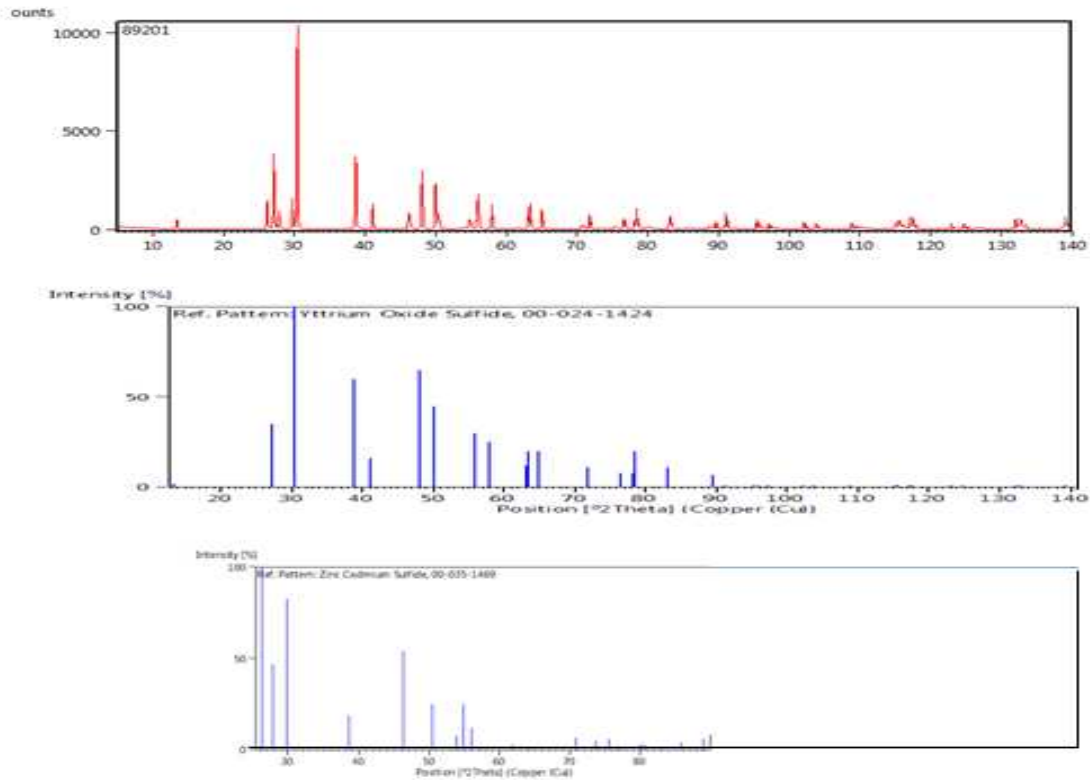 ounts
89201
10000
5000
0
10 20 30 40 50 60 70 80 90 100 110 120 130 140
Intensity [%]
100
Ref. Pattern: Yttrium Oxide Sulfide, 00-024-1424
50
0
20 30 40 50 60 70 80 90 100 110 120 130 140
Position [°2Theta] (Copper (Cu)
Intensity [%]
100
Ref. Pattern: Zinc Cadmium Sulfide, 00-035-1469
50
0
30 40 50 60 70 80
Position [°2Theta] (Copper (Cu)